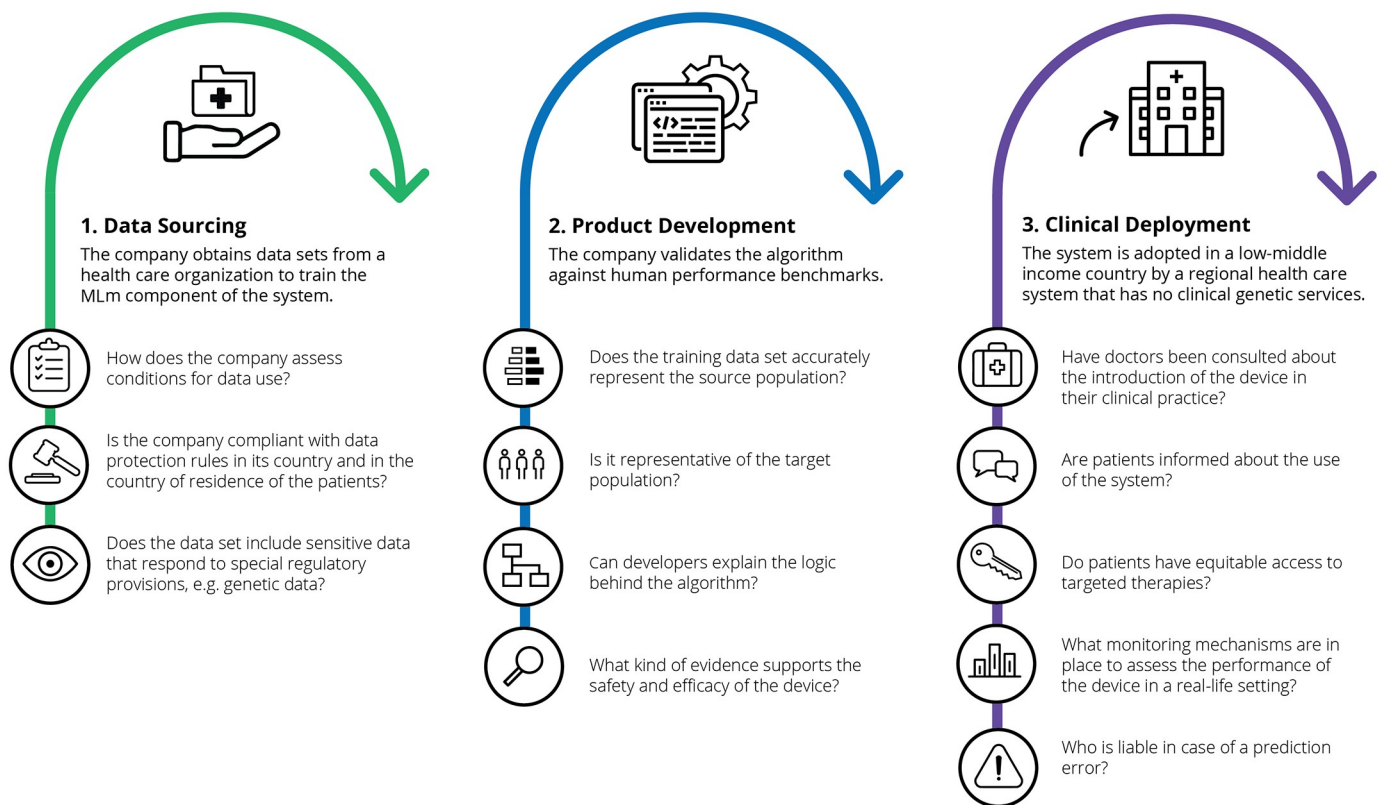 1. Data Sourcing
The company obtains data sets from a
health care organization to train the
MLm component of the system.
How does the company assess
conditions for data use?
Is the company compliant with data
protection rules in its country and in the
country of residence of the patients?
Does the data set include sensitive data
that respond to special regulatory
provisions, e.g. genetic data?
</>
2. Product Development
The company validates the algorithm
against human performance benchmarks.
Does the training data set accurately
represent the source population?
Is it representative of the target
population?
Can developers explain the logic
behind the algorithm?
What kind of evidence supports the
safety and efficacy of the device?
3. Clinical Deployment
The system is adopted in a low-middle
income country by a regional health care
system that has no clinical genetic services.
Have doctors been consulted about
the introduction of the device in
their clinical practice?
Are patients informed about the use
of the system?
Do patients have equitable access to
targeted therapies?
What monitoring mechanisms are in
place to assess the performance of
the device in a real-life setting?
Who is liable in case of a prediction
error?